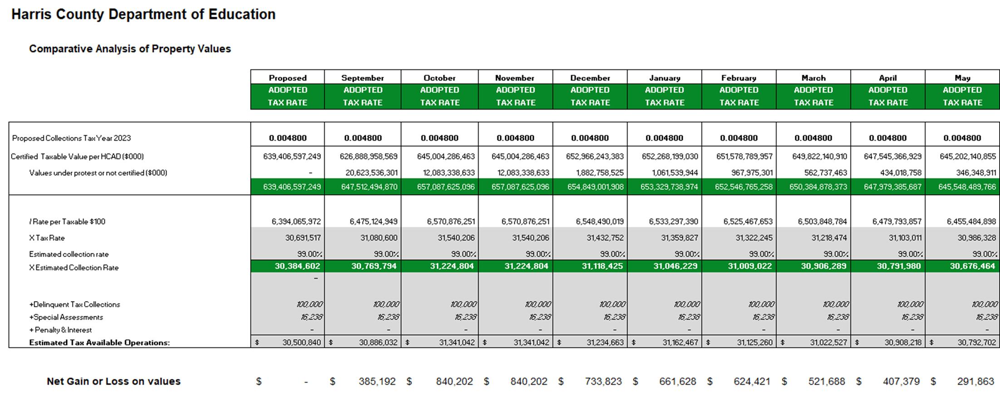 Harris County Department of Education
Comparative Analysis of Property Values
Proposed September October November December January February March April May
ADOPTED ADOPTED ADOPTED ADOPTED ADOPTED ADOPTED ADOPTED ADOPTED ADOPTED ADOPTED
TAX RATE TAX RATE TAX RATE TAX RATE TAX RATE TAX RATE TAX RATE TAX RATE TAX RATE TAX RATE
Proposed Collections Tax Year 2023 0.004800 0.004800 0.004800 0.004800 0.004800 0.004800 0.004800 0.004800 0.004800 0.004800
Certified Taxable Value per HCAD ($000) 639,406,597,249 626,888,958,569 645,004,286,463 645,004,286,463 652,966,243,383 652,268,199,030 651,578,789,957 649,822,140,910 647,545,366,929 645,202,140,855
Values under protest or not certified ($000) - 20,623,536,301 12,083,338,633 12,083,338,633 1,882,758,525 1,061,539,944 967,975,301 562,737,463 434,018,758 346,348,911
639,406,597,249 647,512,494,870 657,087,625,096 657,087,625,096 654,849,001,908 653,329,738,974 652,546,765,258 650,384,878,373 647,979,385,687 645,548,489,766
/ Rate per Taxable $100 6,394,065,972 6,475,124,949 6,570,876,251 6,570,876,251 6,548,490,019 6,533,297,390 6,525,467,653 6,503,848,784 6,479,793,857 6,455,484,898
X Tax Rate 30,691,517 31,080,600 31,540,206 31,540,206 31,432,752 31,359,827 31,322,245 31,218,474 31,103,011 30,986,328
Estimated collection rate 99.00% 99.00% 99.00% 99.00% 99.00% 99.00% 99.00% 99.00% 99.00% 99.00%
X Estimated Collection Rate 30,384,602 30,769,794 31,224,804 31,224,804 31,118,425 31,046,229 31,009,022 30,906,289 30,791,980 30,676,464
-
+Delinquent Tax Collections 100,000 100,000 100,000 100,000 100,000 100,000 100,000 100,000 100,000 100,000
+Special Assessments 16,238 16,238 16,238 16,238 16,238 16,238 16,238 16,238 16,238 16,238
+ Penalty & Interest - - - - - - - - - -
Estimated Tax Available Operations: $ 30,500,840 $ 30,886,032 $ 31,341,042 $ 31,341,042 $ 31,234,663 $ 31,162,467 $ 31,125,260 $ 31,022,527 $ 30,908,218 $ 30,792,702
Net Gain or Loss on values $ - $ 385,192 $ 840,202 $ 840,202 $ 733,823 $ 661,628 $ 624,421 $ 521,688 $ 407,379 $ 291,863